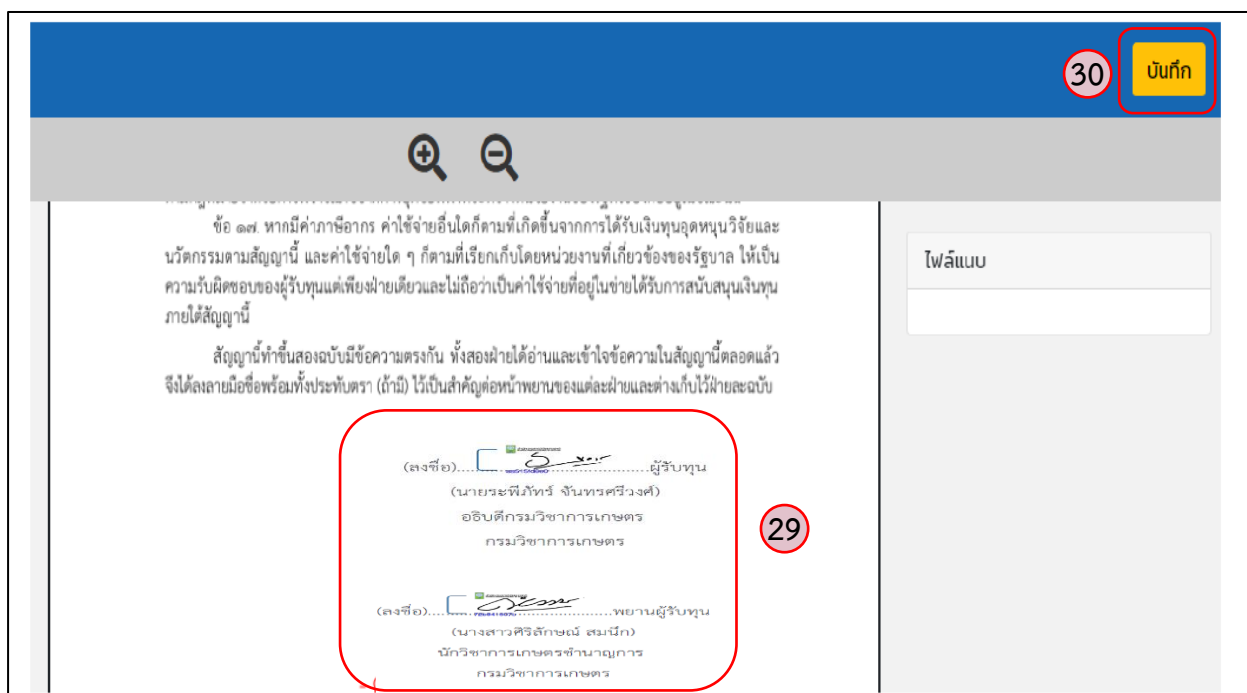 30
บันทึก
ข้อ ๑๗. หากมีค่าภาษีอากร ค่าใช้จ่ายอื่นใดก็ตามที่เกิดขึ้นจากการได้รับเงินทุนอุดหนุนวิจัยและ
นวัตกรรมตามสัญญานี้ และค่าใช้จ่ายใด ๆ ก็ตามที่เรียกเก็บโดยหน่วยงานที่เกี่ยวข้องของรัฐบาล ให้เป็น
ความรับผิดชอบของผู้รับทุนแต่เพียงฝ่ายเดียวและไม่ถือว่าเป็นค่าใช้จ่ายที่อยู่ในข่ายได้รับการสนับสนุนเงินทุน
ภายใต้สัญญานี้
สัญญานี้ทำขึ้นสองฉบับมีข้อความตรงกัน ทั้งสองฝ่ายได้อ่านและเข้าใจข้อความในสัญญานี้ตลอดแล้ว
จึงได้ลงลายมือชื่อพร้อมทั้งประทับตรา (ถ้ามี) ไว้เป็นสำคัญต่อหน้าพยานของแต่ละฝ่ายและต่างเก็บไว้ฝ่ายละฉบับ
ไฟล์แนบ
(ลงชื่อ)..............................ผู้รับทุน
(นายระพีภัทร์ จันทรศรีวงศ์)
อธิบดีกรมวิชาการเกษตร
กรมวิชาการเกษตร
29
(ลงชื่อ)..............................พยานผู้รับทุน
(นางสาวศิริลักษณ์ สมนึก)
นักวิชาการเกษตรชำนาญการ
กรมวิชาการเกษตร